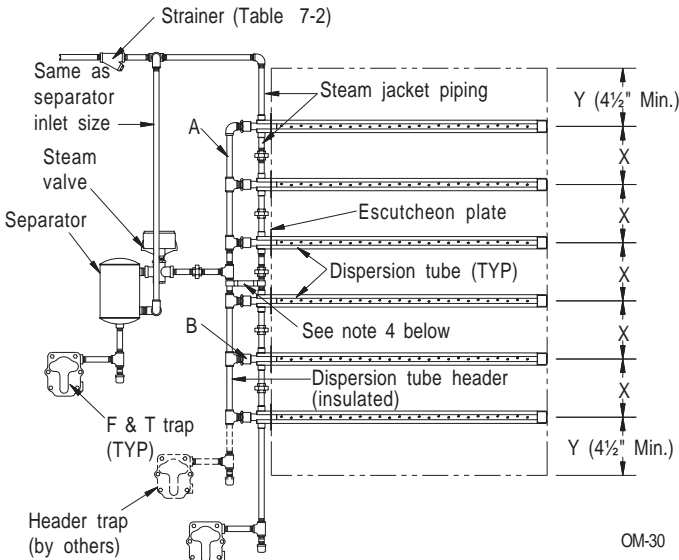 Strainer (Table 7-2)
Same as
separator
inlet size
Steam jacket piping
Y (4½" Min.)
A
X
Steam
valve
X
Separator
Escutcheon plate
X
Dispersion tube (TYP)
X
See note 4 below
B
X
Dispersion tube header
(insulated)
F & T trap
(TYP)
Y (4½" Min.)
Header trap
(by others)
OM-30